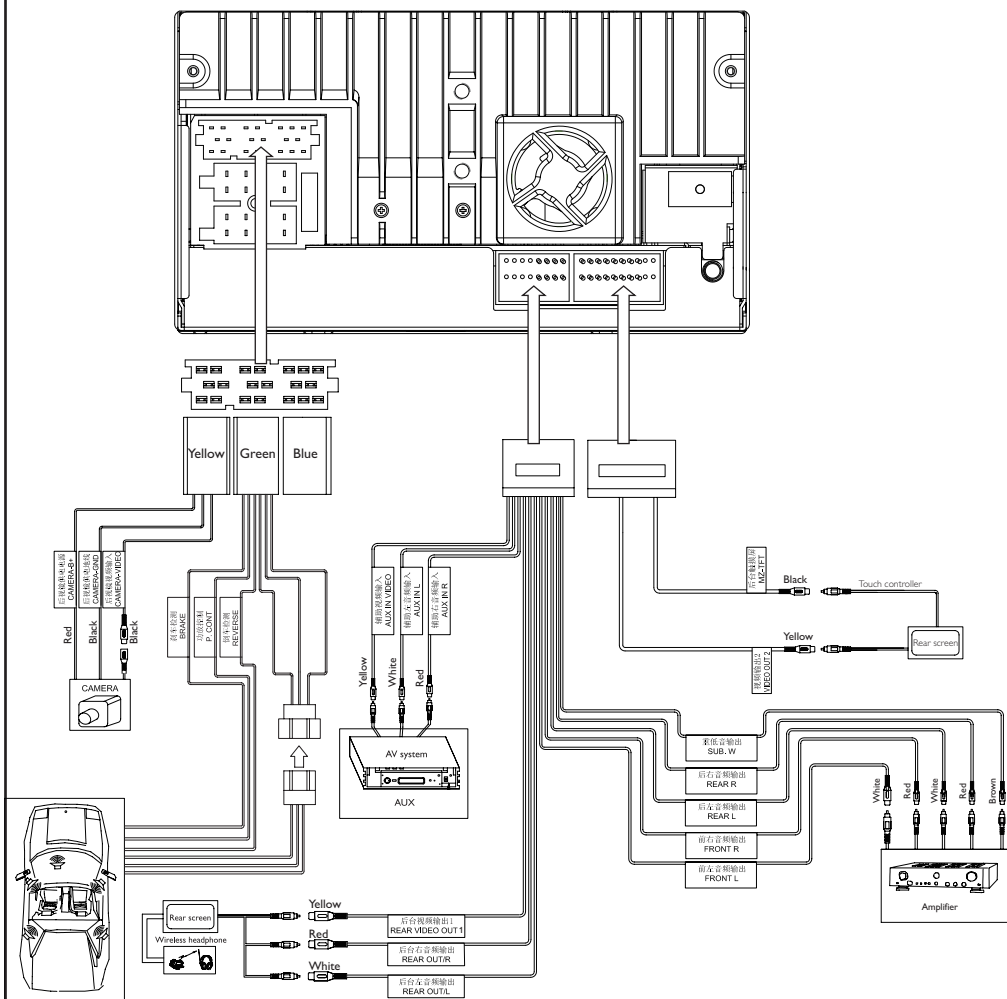 Yellow
Green
Blue
后视镜供电电源
CAMERA-B+
后视镜供电地线
CAMERA-GND
后视镜视频输入
CAMERA-VIDEO
Red
Black
Black
CAMERA
刹车检测
BRAKE
功放控制
P. CONT
倒车检测
REVERSE
辅助视频输入
AUX IN VIDEO
辅助左音频输入
AUX IN L
辅助右音频输入
AUX IN R
Yellow
White
Red
AV system
AUX
后台触摸屏
MZ-TFT
Black
Touch controller
Yellow
视频输出2
VIDEO OUT 2
Rear screen
重低音输出
SUB. W
后右音频输出
REAR R
后左音频输出
REAR L
前右音频输出
FRONT R
前左音频输出
FRONT L
White
Red
White
Red
Brown
Amplifier
Rear screen
Wireless headphone
Yellow
后台视频输出1
REAR VIDEO OUT 1
Red
后台右音频输出
REAR OUT/R
White
后台左音频输出
REAR OUT/L